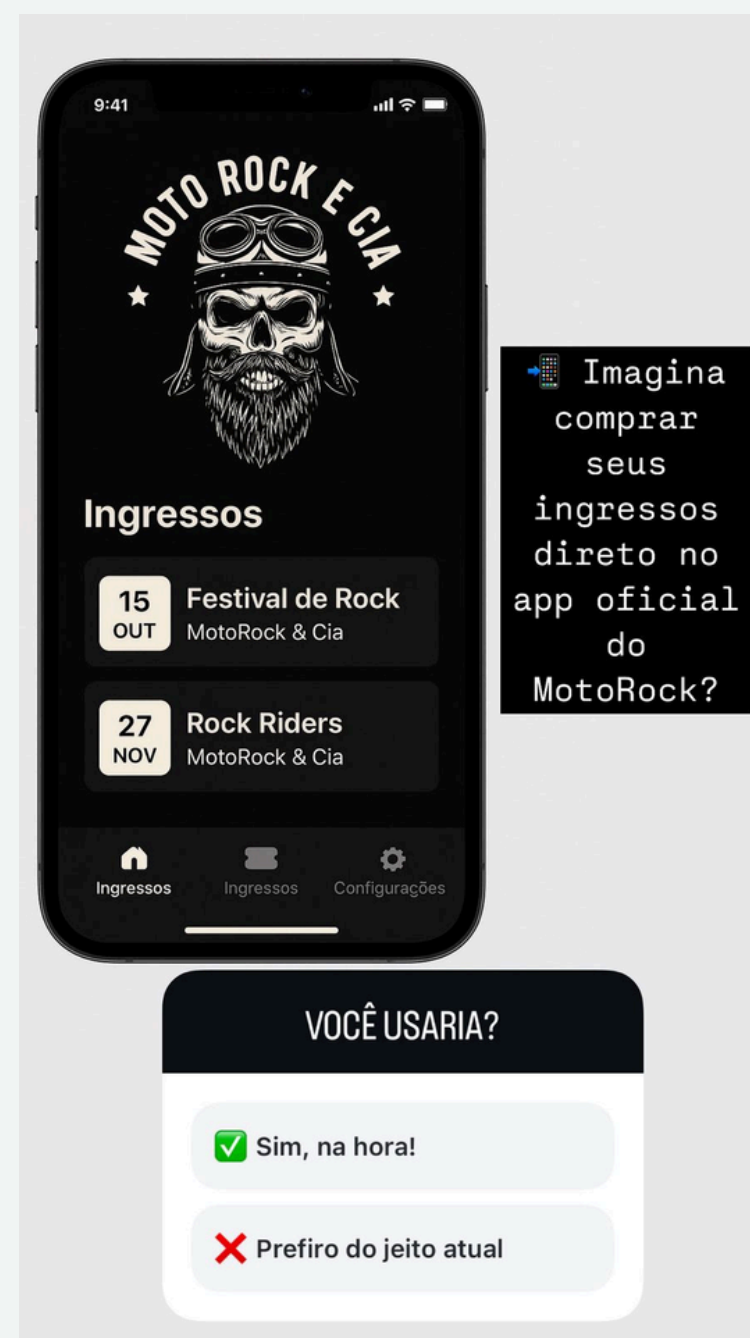 9:41
MOTO ROCK E CIA
Ingressos
15
OUT
Festival de Rock
MotoRock & Cia
27
NOV
Rock Riders
MotoRock & Cia
Ingressos
Ingressos
Configurações
📲 Imagina
comprar
seus
ingressos
direto no
app oficial
do
MotoRock?
VOCÊ USARIA?
✅ Sim, na hora!
❌ Prefiro do jeito atual